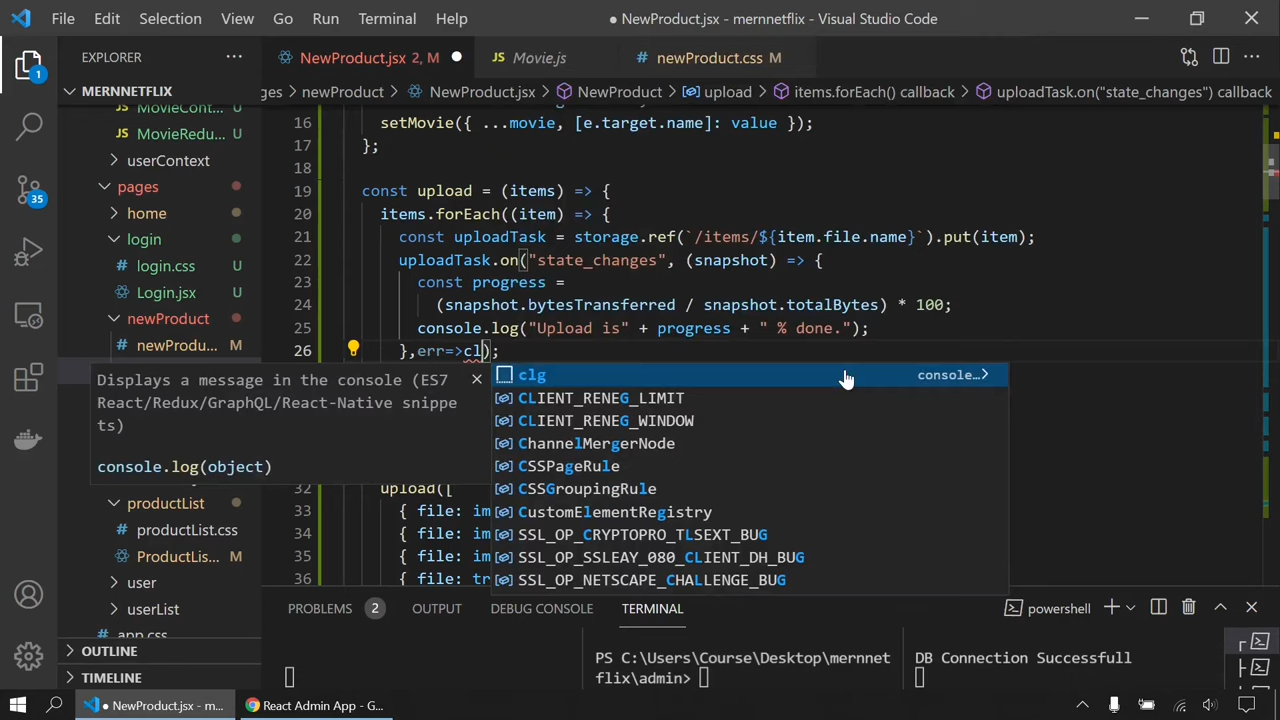 File Edit Selection View Go Run Terminal Help ● NewProduct.jsx - mernnetflix - Visual Studio Code
EXPLORER ··· NewProduct.jsx 2, M ● JS Movie.js # newProduct.css M ···
MERNNETFLIX
ges > newProduct > NewProduct.jsx > NewProduct > upload > items.forEach() callback > uploadTask.on("state_changes") callback
JS MovieCont... U
JS MovieRedu... U
userContext
pages
home
login
# login.css U
Login.jsx U
newProduct
# newProdu... U
productList
# productList.css
ProductLis... M
user
userList
app.css
OUTLINE
TIMELINE
1
35
16 setMovie({ ...movie, [e.target.name]: value });
17 };
18
19 const upload = (items) => {
20 items.forEach((item) => {
21 const uploadTask = storage.ref(`/items/${item.file.name}`).put(item);
22 uploadTask.on("state_changes", (snapshot) => {
23 const progress =
24 (snapshot.bytesTransferred / snapshot.totalBytes) * 100;
25 console.log("Upload is" + progress + " % done.");
26 },err=>cl);
Displays a message in the console (ES7
React/Redux/GraphQL/React-Native snippe
ts)
console.log(object)
clg console…>
CLIENT_RENEG_LIMIT
CLIENT_RENEG_WINDOW
ChannelMergerNode
CSSPageRule
CSSGroupingRule
CustomElementRegistry
SSL_OP_CRYPTOPRO_TLSEXT_BUG
SSL_OP_SSLEAY_080_CLIENT_DH_BUG
SSL_OP_NETSCAPE_CHALLENGE_BUG
32 upload([
33 { file: im
34 { file: im
35 { file: im
36 { file: tr
PROBLEMS 2 OUTPUT DEBUG CONSOLE TERMINAL powershell
PS C:\Users\Course\Desktop\mernnet
flix\admin>
DB Connection Successfull
● NewProduct.jsx - m... React Admin App - G...